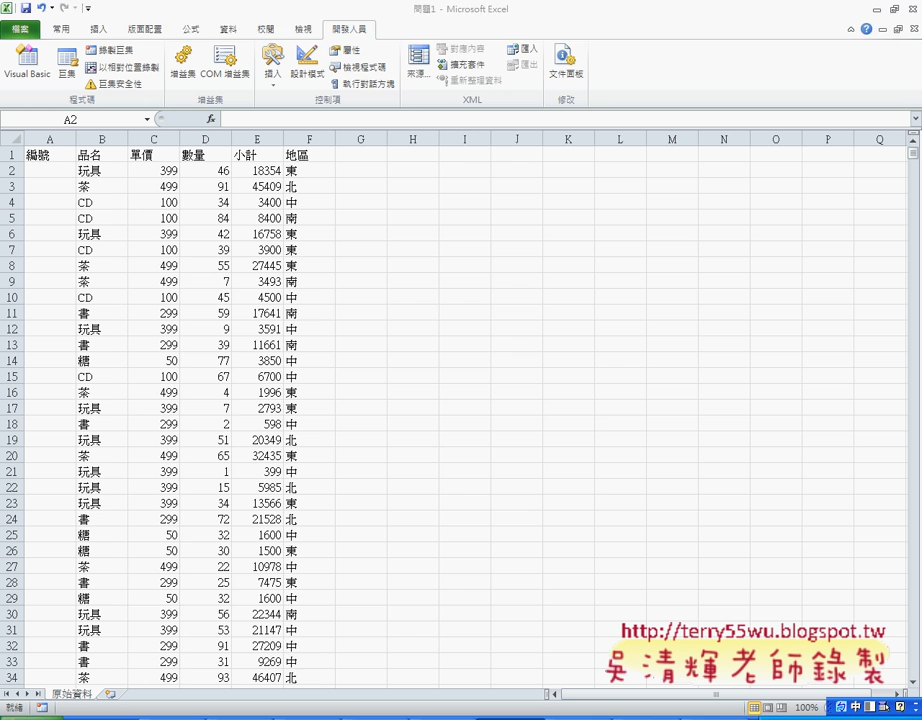 問題1 - Microsoft Excel
檔案 常用 插入 版面配置 公式 資料 校閱 檢視 開發人員
Visual Basic 巨集 錄製巨集 以相對位置錄製 巨集安全性 增益集 COM 增益集 插入 設計模式 屬性 檢視程式碼 執行對話方塊 來源... 對應內容 擴充套件 重新整理資料 匯入 匯出 文件面板
程式碼 增益集 控制項 XML 修改
A2 fx
A B C D E F G H I J K L M N O P Q
1 編號 品名 單價 數量 小計 地區
2 玩具 399 46 18354 東
3 茶 499 91 45409 北
4 CD 100 34 3400 中
5 CD 100 84 8400 南
6 玩具 399 42 16758 東
7 CD 100 39 3900 東
8 茶 499 55 27445 東
9 茶 499 7 3493 南
10 CD 100 45 4500 中
11 書 299 59 17641 南
12 玩具 399 9 3591 中
13 書 299 39 11661 南
14 糖 50 77 3850 中
15 CD 100 67 6700 中
16 茶 499 4 1996 東
17 玩具 399 7 2793 東
18 書 299 2 598 中
19 玩具 399 51 20349 北
20 茶 499 65 32435 東
21 玩具 399 1 399 中
22 玩具 399 15 5985 北
23 玩具 399 34 13566 東
24 書 299 72 21528 北
25 糖 50 32 1600 中
26 糖 50 30 1500 東
27 茶 499 22 10978 中
28 書 299 25 7475 東
29 糖 50 32 1600 中
30 玩具 399 56 22344 南
31 玩具 399 53 21147 中
32 書 299 91 27209 中
33 書 299 31 9269 中
34 茶 499 93 46407 北
http://terry55wu.blogspot.tw
吳清輝老師錄製
原始資料
就緒 100% 中